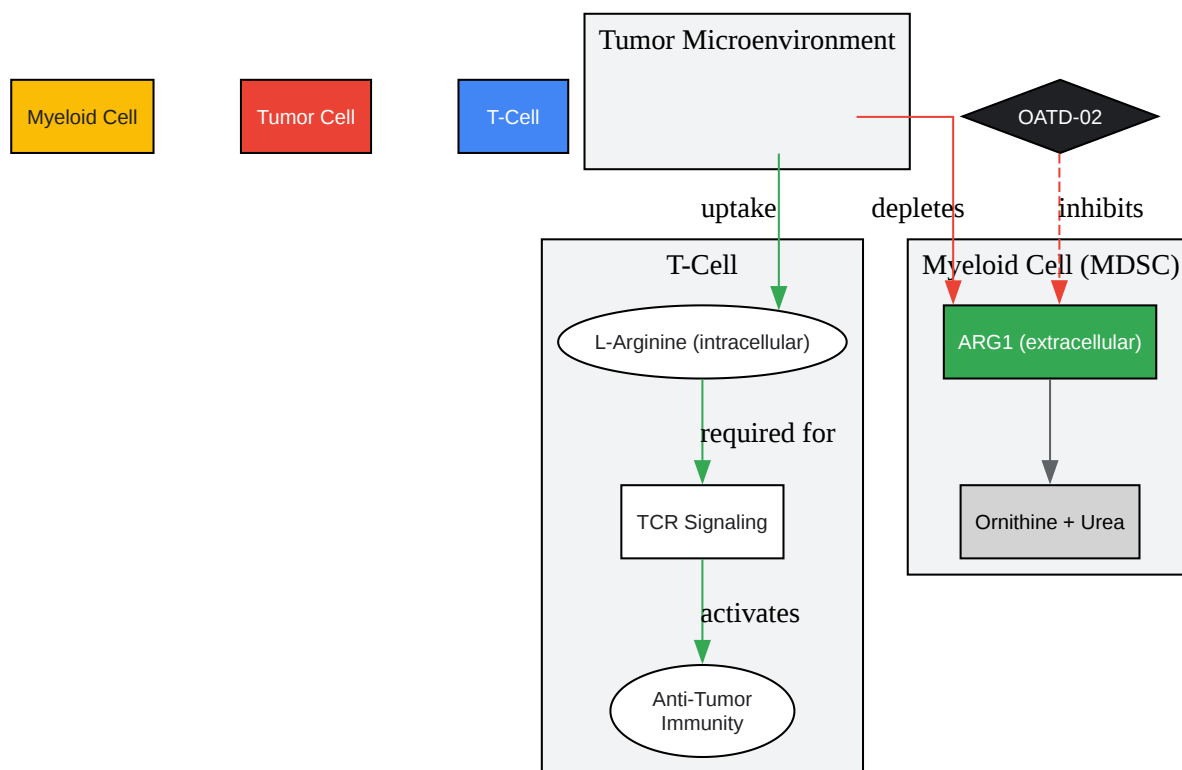 Tumor Microenvironment
Myeloid Cell
Tumor Cell
T-Cell
OATD-02
uptake
depletes
inhibits
T-Cell
Myeloid Cell (MDSC)
L-Arginine (intracellular)
ARG1 (extracellular)
required for
TCR Signaling
Ornithine + Urea
activates
Anti-Tumor
Immunity